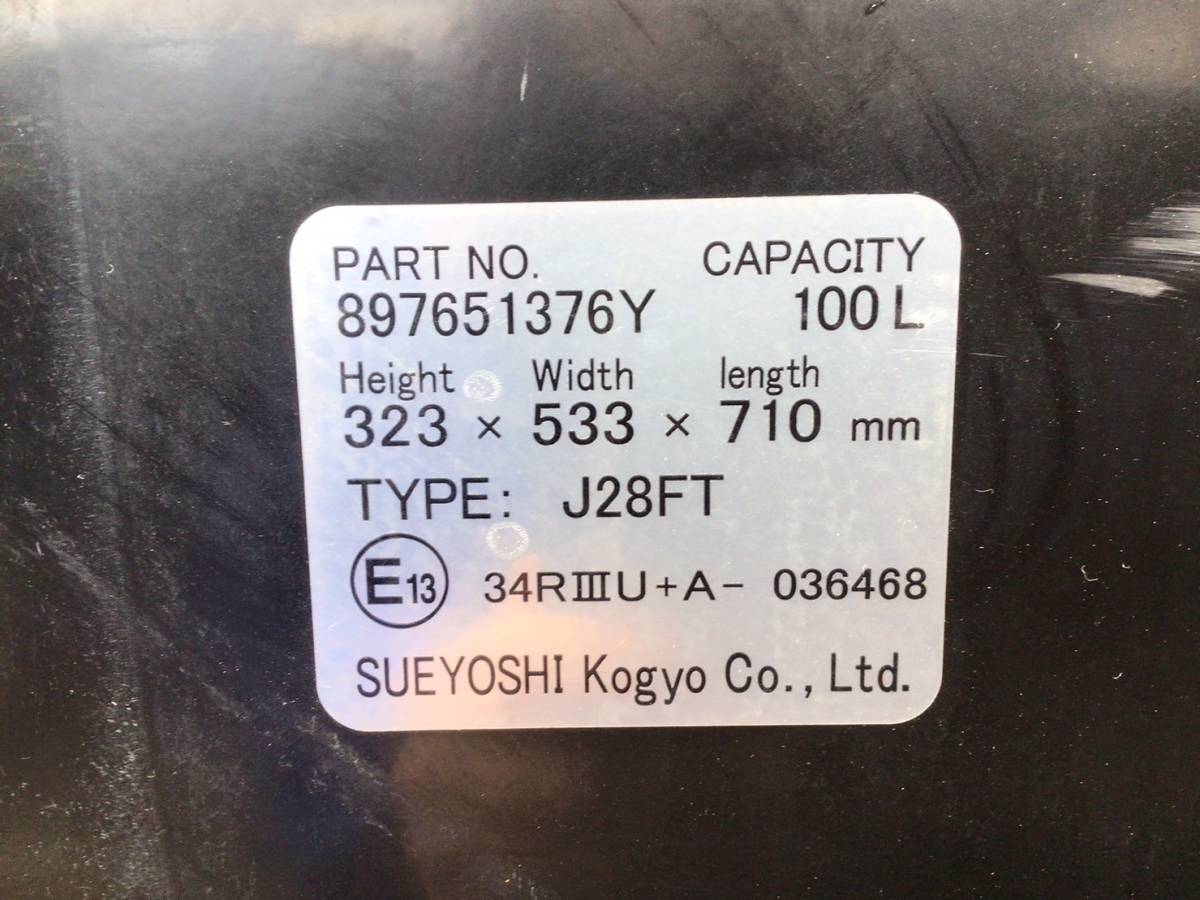 PART NO. CAPACITY
897651376Y 100 L
Height Width length
323 × 533 × 710 mm
TYPE: J28FT
E13 34RⅢU+A- 036468
SUEYOSHI Kogyo Co., Ltd.